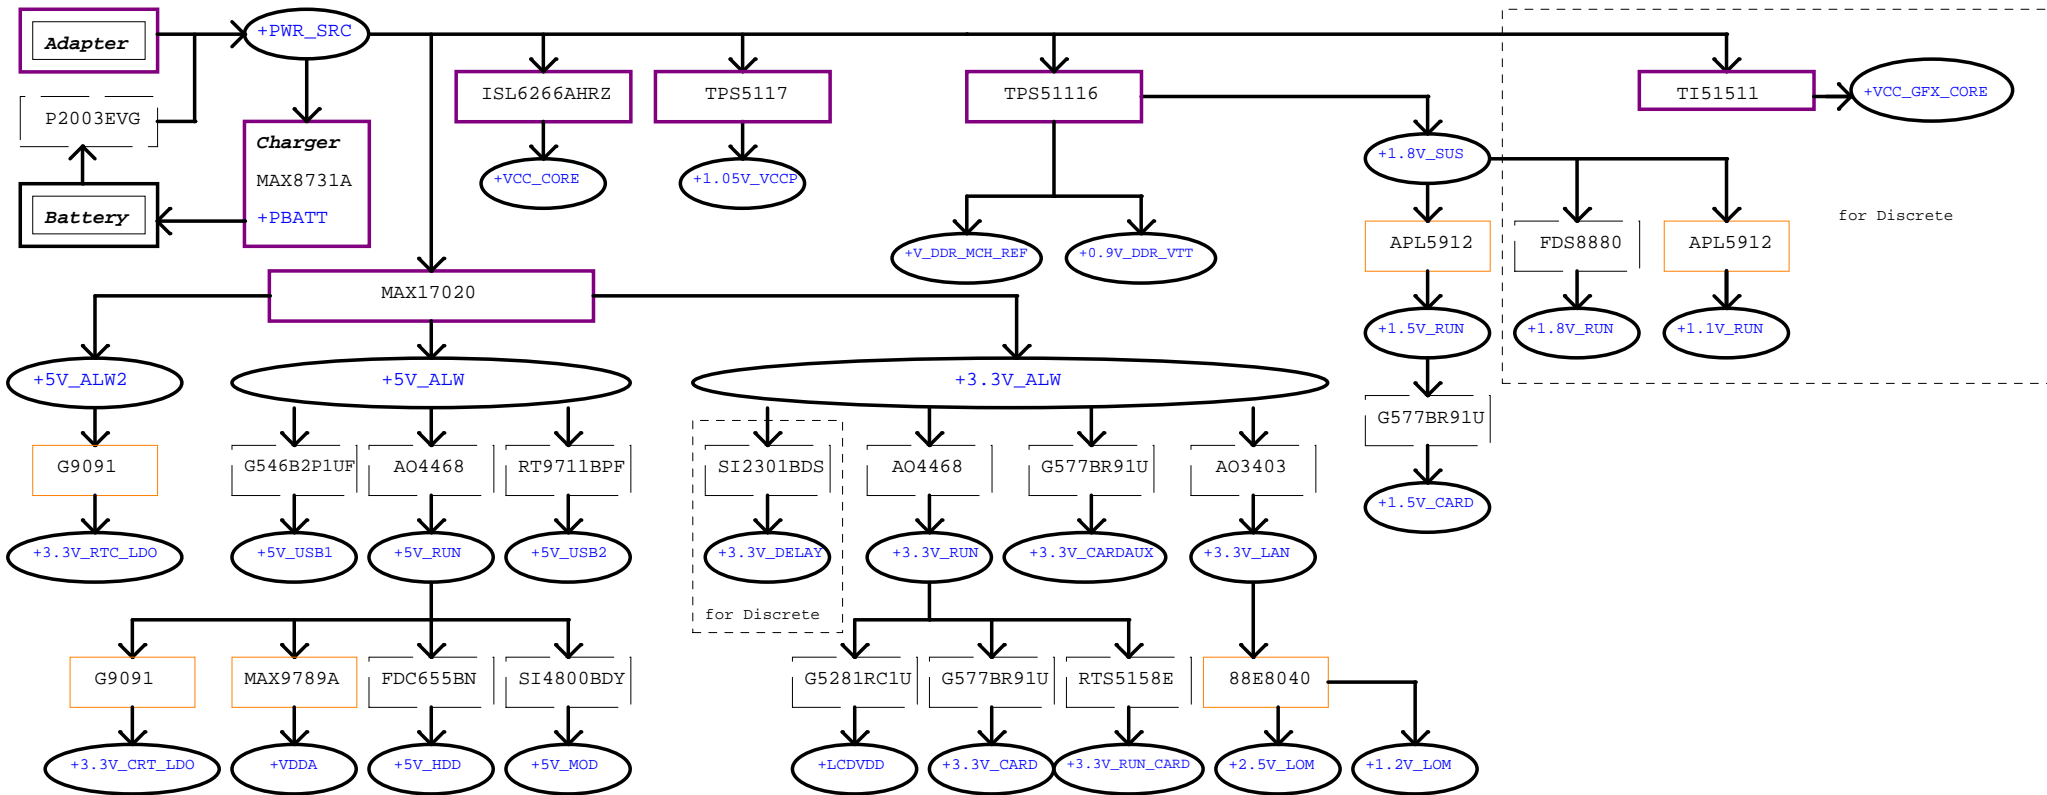 Adapter
+PWR_SRC
ISL6266AHRZ
TPS5117
TPS51116
TI51511
+VCC_GFX_CORE
P2003EVG
Charger
MAX8731A
+PBATT
Battery
+VCC_CORE
+1.05V_VCCP
+1.8V_SUS
for Discrete
+V_DDR_MCH_REF
+0.9V_DDR_VTT
APL5912
FDS8880
APL5912
MAX17020
+1.5V_RUN
+1.8V_RUN
+1.1V_RUN
+5V_ALW2
+5V_ALW
+3.3V_ALW
G577BR91U
G9091
G546B2P1UF
AO4468
RT9711BPF
SI2301BDS
AO4468
G577BR91U
AO3403
+1.5V_CARD
+3.3V_RTC_LDO
+5V_USB1
+5V_RUN
+5V_USB2
+3.3V_DELAY
+3.3V_RUN
+3.3V_CARDAUX
+3.3V_LAN
for Discrete
G9091
MAX9789A
FDC655BN
SI4800BDY
G5281RC1U
G577BR91U
RTS5158E
88E8040
+3.3V_CRT_LDO
+VDDA
+5V_HDD
+5V_MOD
+LCDVDD
+3.3V_CARD
+3.3V_RUN_CARD
+2.5V_LOM
+1.2V_LOM